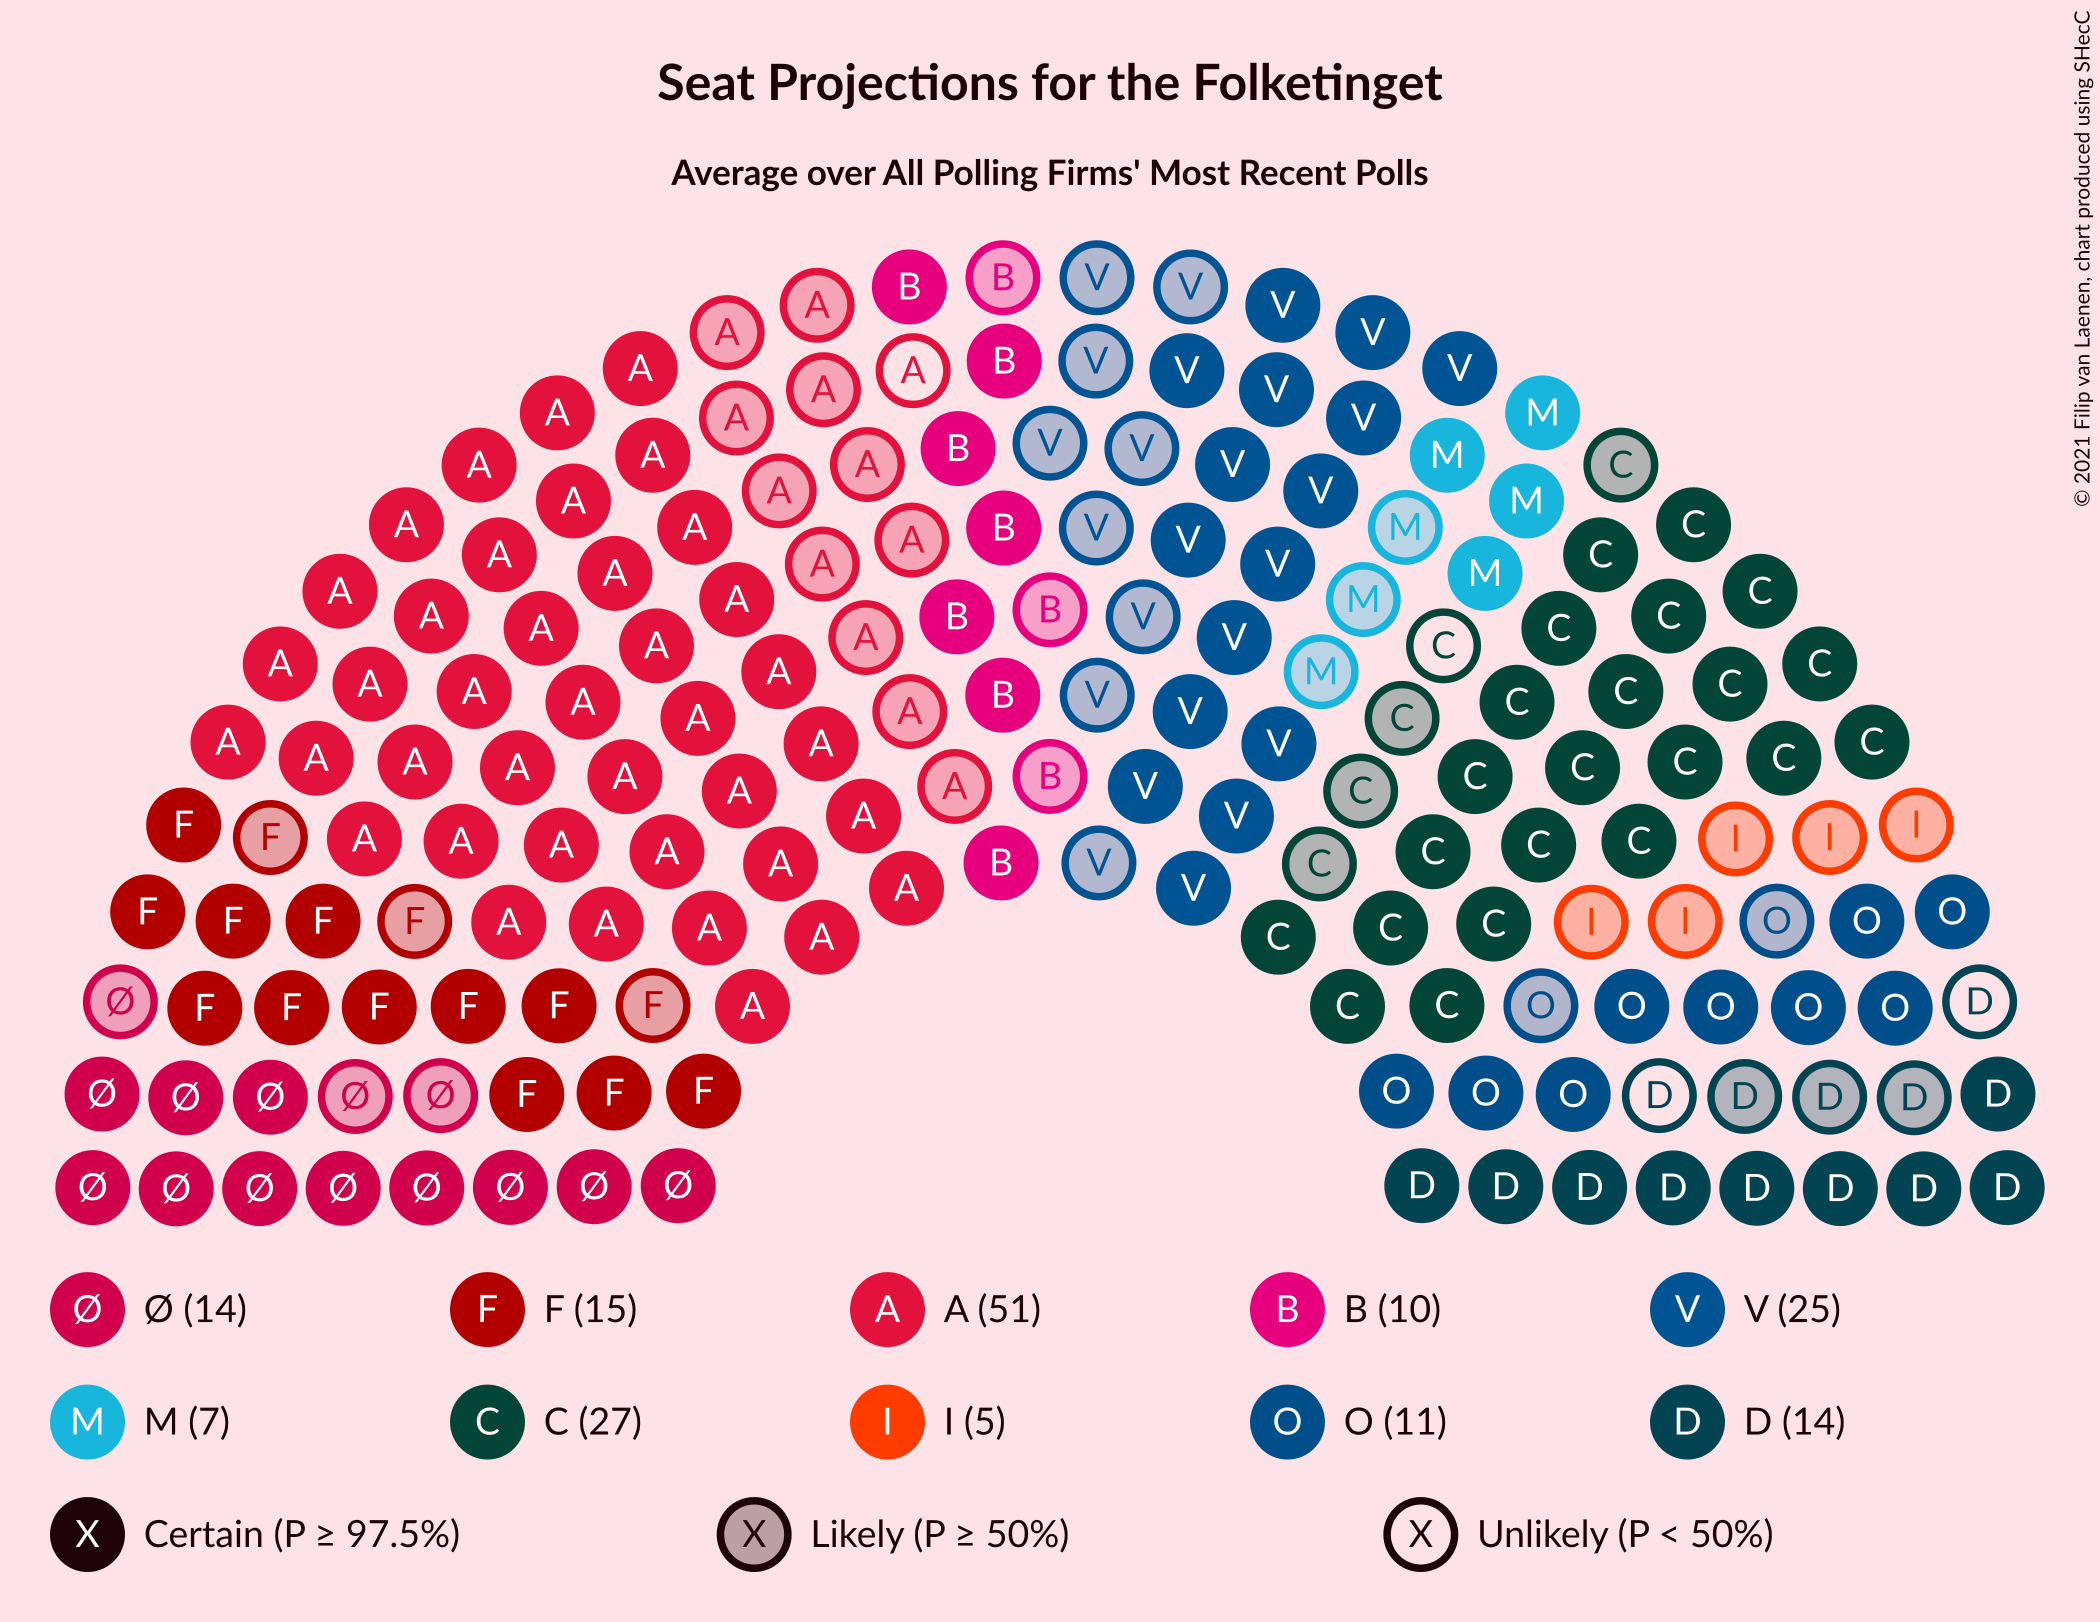 © 2021 Filip van Laenen, chart produced using SHecC
Seat Projections for the Folketinget
Average over All Polling Firms' Most Recent Polls
A B B V V V
A A A A B V V V V V
A A A A A B V V V V M M C
A A A A A B V V V M M C
A A A A A A B B V V M M C C C
A A A A A A A B V V M C C C C C
A A A A A A A A V V C C C C C C
F F A A A A A B V V C C I I I
A A A A A B V V C C C C
F F F F A A A A C C C I I O O O
Ø F F F F F F A C C O O O O O D
Ø Ø Ø Ø Ø F F F O O O D D D D D
Ø Ø Ø Ø Ø Ø Ø Ø D D D D D D D D
Ø Ø (14) F F (15) A A (51) B B (10) V V (25)
M M (7) C C (27) I I (5) O O (11) D D (14)
X Certain (P ≥ 97.5%) X Likely (P ≥ 50%) X Unlikely (P < 50%)